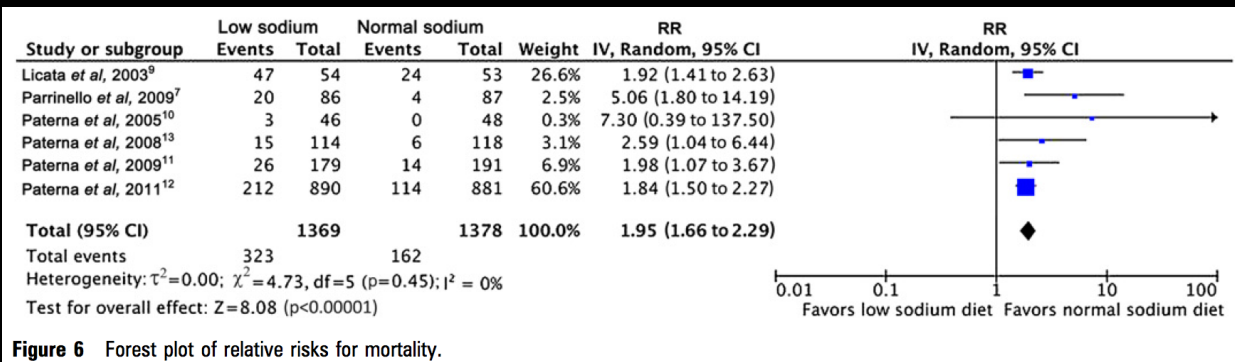 Low sodium Normal sodium RR RR
Study or subgroup Events Total Events Total Weight IV, Random, 95% CI IV, Random, 95% CI
Licata et al, 2003⁹ 47 54 24 53 26.6% 1.92 (1.41 to 2.63)
Parrinello et al, 2009⁷ 20 86 4 87 2.5% 5.06 (1.80 to 14.19)
Paterna et al, 2005¹⁰ 3 46 0 48 0.3% 7.30 (0.39 to 137.50)
Paterna et al, 2008¹³ 15 114 6 118 3.1% 2.59 (1.04 to 6.44)
Paterna et al, 2009¹¹ 26 179 14 191 6.9% 1.98 (1.07 to 3.67)
Paterna et al, 2011¹² 212 890 114 881 60.6% 1.84 (1.50 to 2.27)
Total (95% CI) 1369 1378 100.0% 1.95 (1.66 to 2.29)
Total events 323 162
Heterogeneity: τ²=0.00; χ²=4.73, df=5 (p=0.45); I² = 0%
0.01 0.1 1 10 100
Test for overall effect: Z=8.08 (p<0.00001)
Favors low sodium diet Favors normal sodium diet
Figure 6 Forest plot of relative risks for mortality.